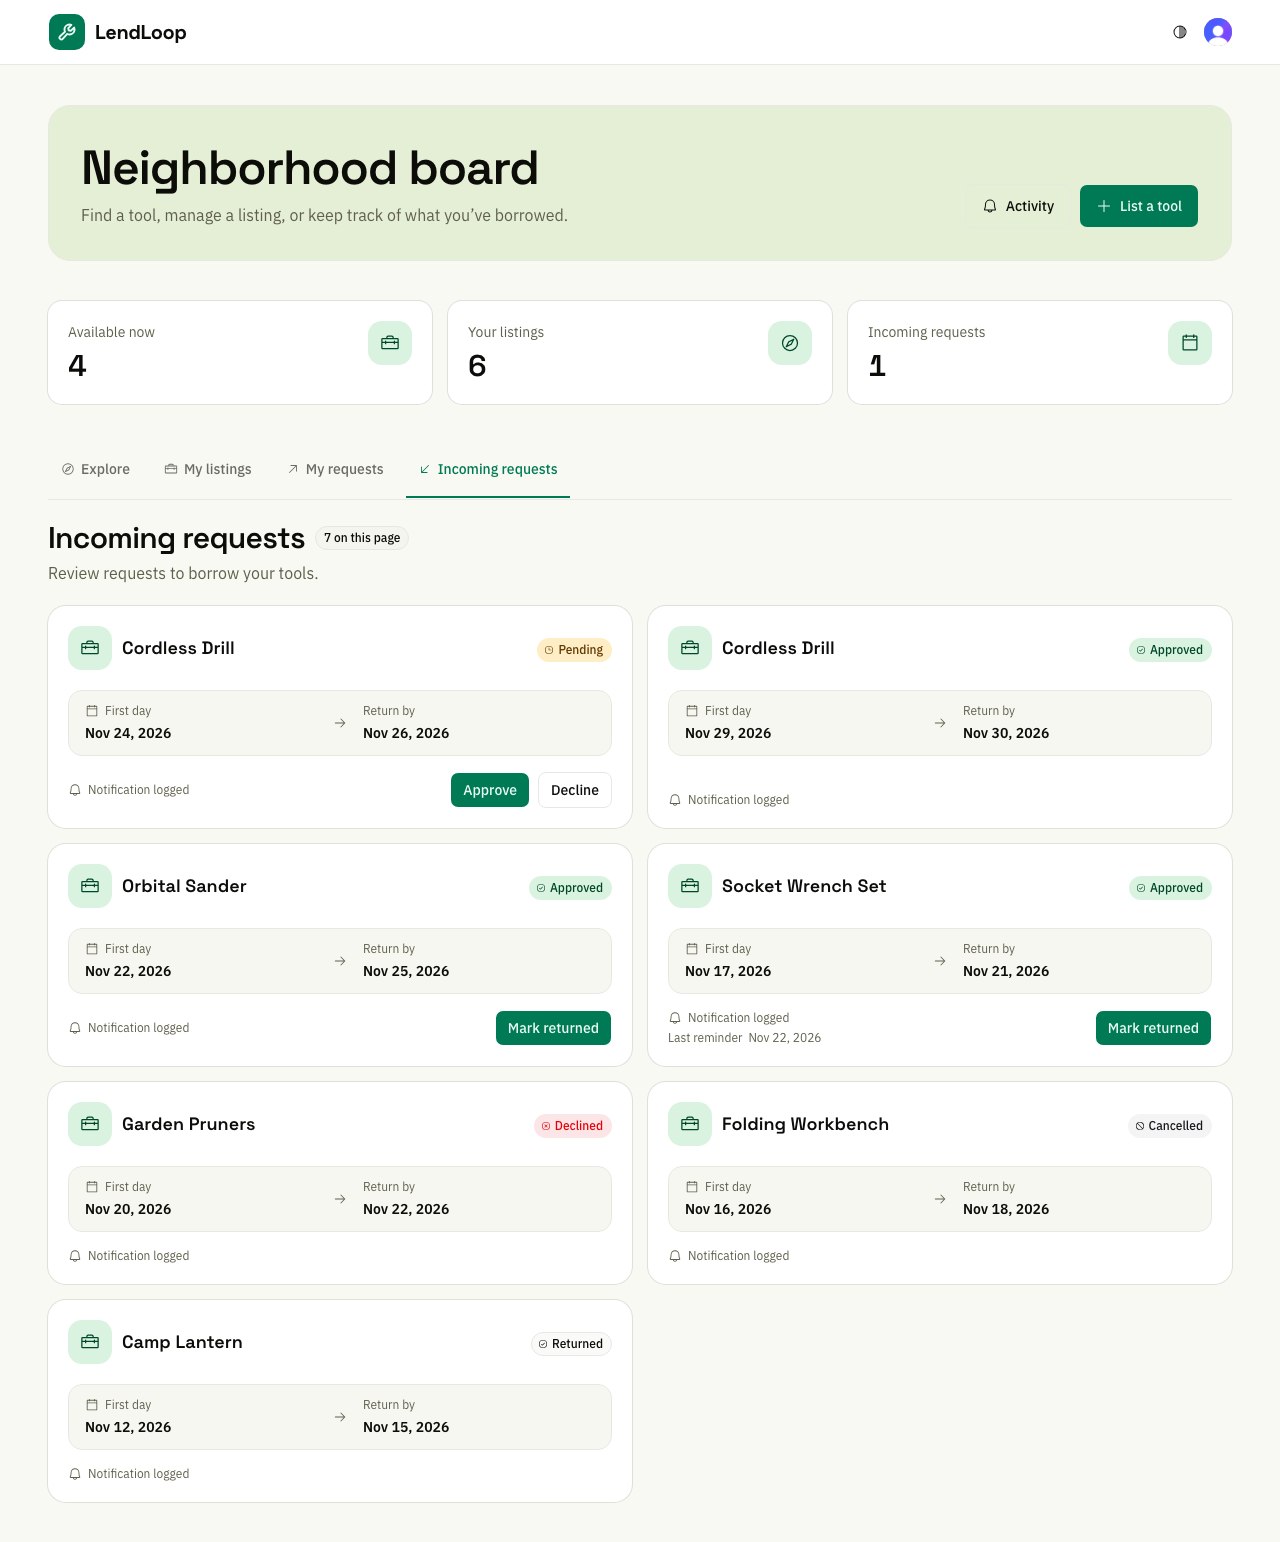 LendLoop
Neighborhood board
Find a tool, manage a listing, or keep track of what you’ve borrowed.
Activity
List a tool
Available now
4
Your listings
6
Incoming requests
1
Explore
My listings
My requests
Incoming requests
Incoming requests
7 on this page
Review requests to borrow your tools.
Cordless Drill
Pending
First day
Return by
Nov 24, 2026
Nov 26, 2026
Notification logged
Approve
Decline
Cordless Drill
Approved
First day
Return by
Nov 29, 2026
Nov 30, 2026
Notification logged
Orbital Sander
Approved
First day
Return by
Nov 22, 2026
Nov 25, 2026
Notification logged
Mark returned
Socket Wrench Set
Approved
First day
Return by
Nov 17, 2026
Nov 21, 2026
Notification logged
Last reminder Nov 22, 2026
Mark returned
Garden Pruners
Declined
First day
Return by
Nov 20, 2026
Nov 22, 2026
Notification logged
Folding Workbench
Cancelled
First day
Return by
Nov 16, 2026
Nov 18, 2026
Notification logged
Camp Lantern
Returned
First day
Return by
Nov 12, 2026
Nov 15, 2026
Notification logged